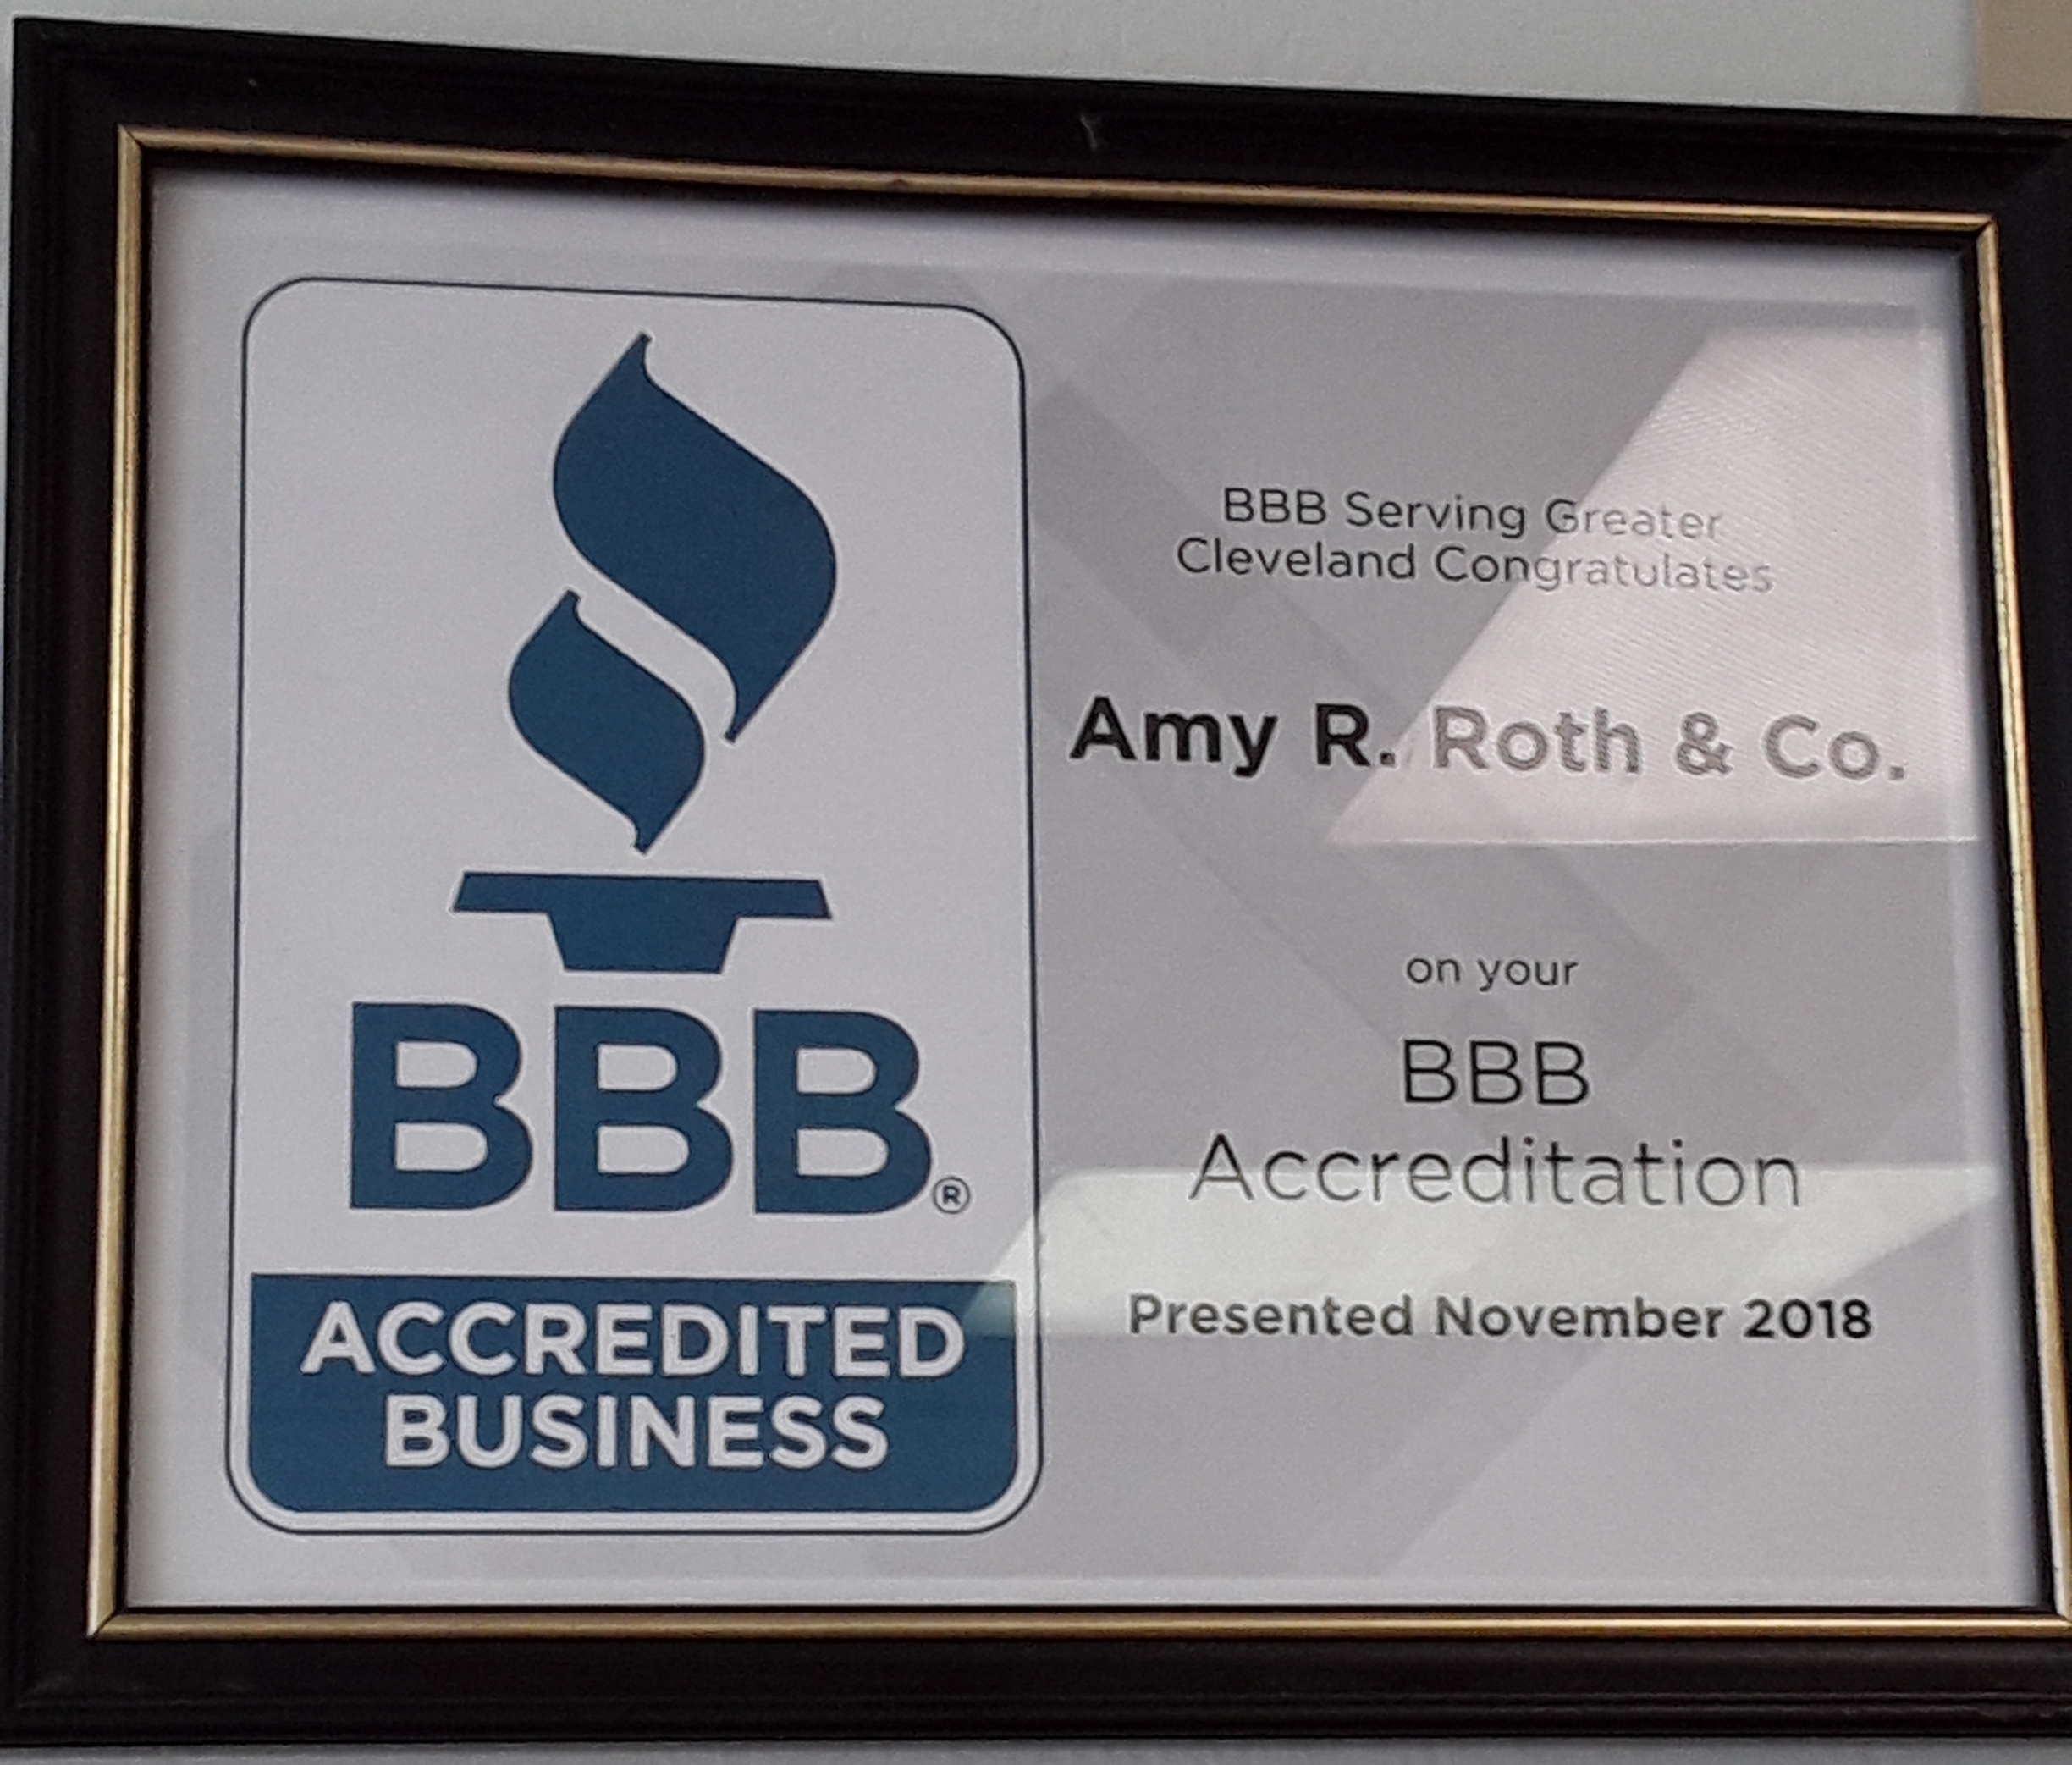 BBB®
ACCREDITED
BUSINESS
BBB Serving Greater
Cleveland Congratulates
Amy R. Roth & Co.
on your
BBB
Accreditation
Presented November 2018